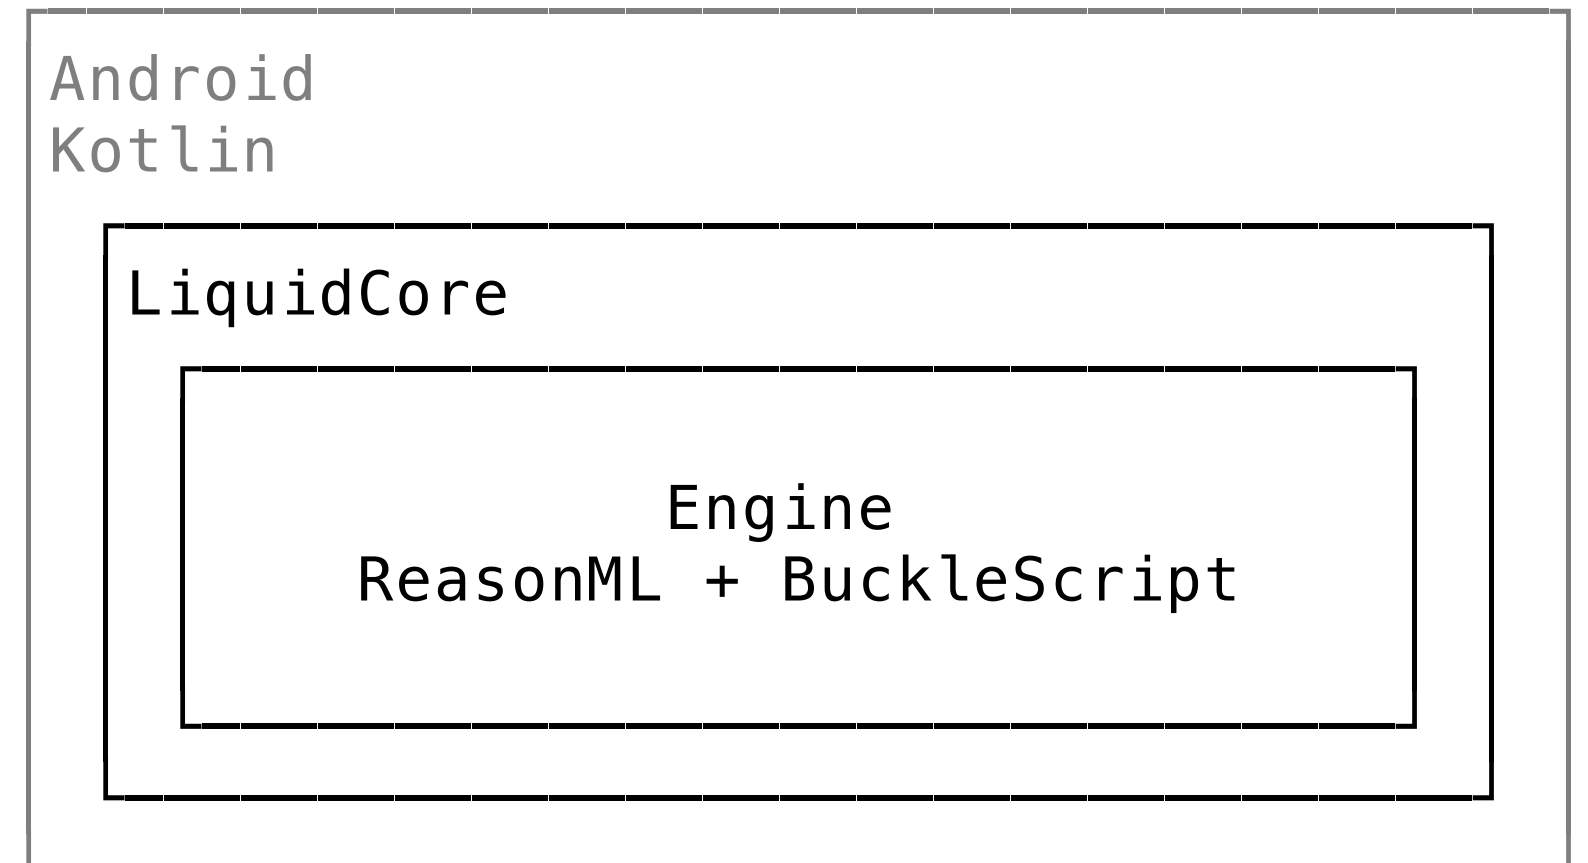 Android
Kotlin
LiquidCore
Engine
ReasonML + BuckleScript